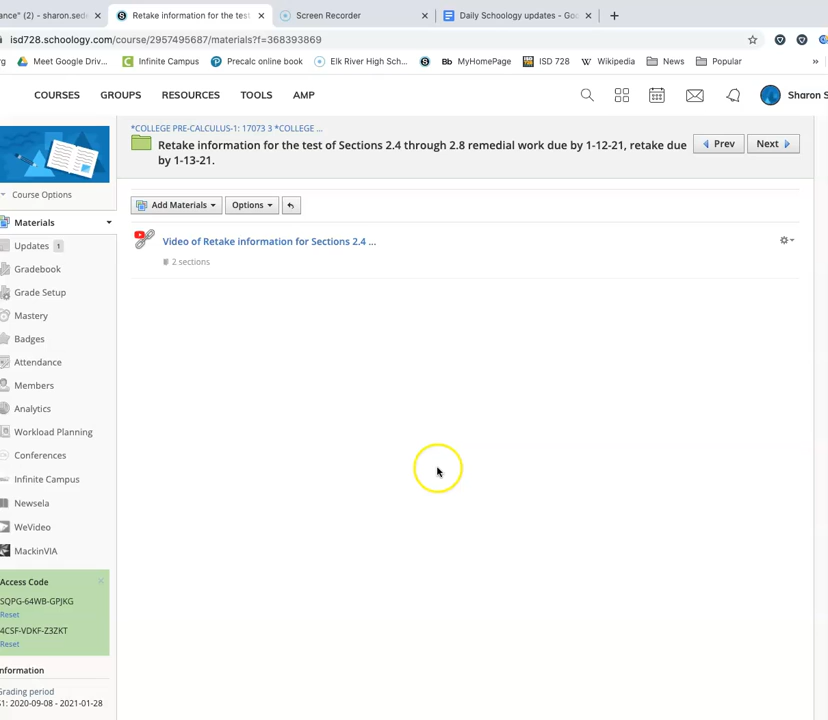 ance" (2) - sharon.sede × Retake information for the test × Screen Recorder × Daily Schoology updates - Goo × +
isd728.schoology.com/course/2957495687/materials?f=368393869
rg Meet Google Driv... Infinite Campus Precalc online book Elk River High Sch... Bb MyHomePage ISD 728 W Wikipedia News Popular »
COURSES GROUPS RESOURCES TOOLS AMP Sharon S
*COLLEGE PRE-CALCULUS-1: 17073 3 *COLLEGE ...
Retake information for the test of Sections 2.4 through 2.8 remedial work due by 1-12-21, retake due
by 1-13-21.
Prev Next
Course Options
Add Materials Options
Materials
Video of Retake information for Sections 2.4 ...
2 sections
Updates 1
Gradebook
Grade Setup
Mastery
Badges
Attendance
Members
Analytics
Workload Planning
Conferences
Infinite Campus
Newsela
WeVideo
MackinVIA
Access Code ×
SQPG-64WB-GPJKG
Reset
4CSF-VDKF-Z3ZKT
Reset
nformation
Grading period
S1: 2020-09-08 - 2021-01-28